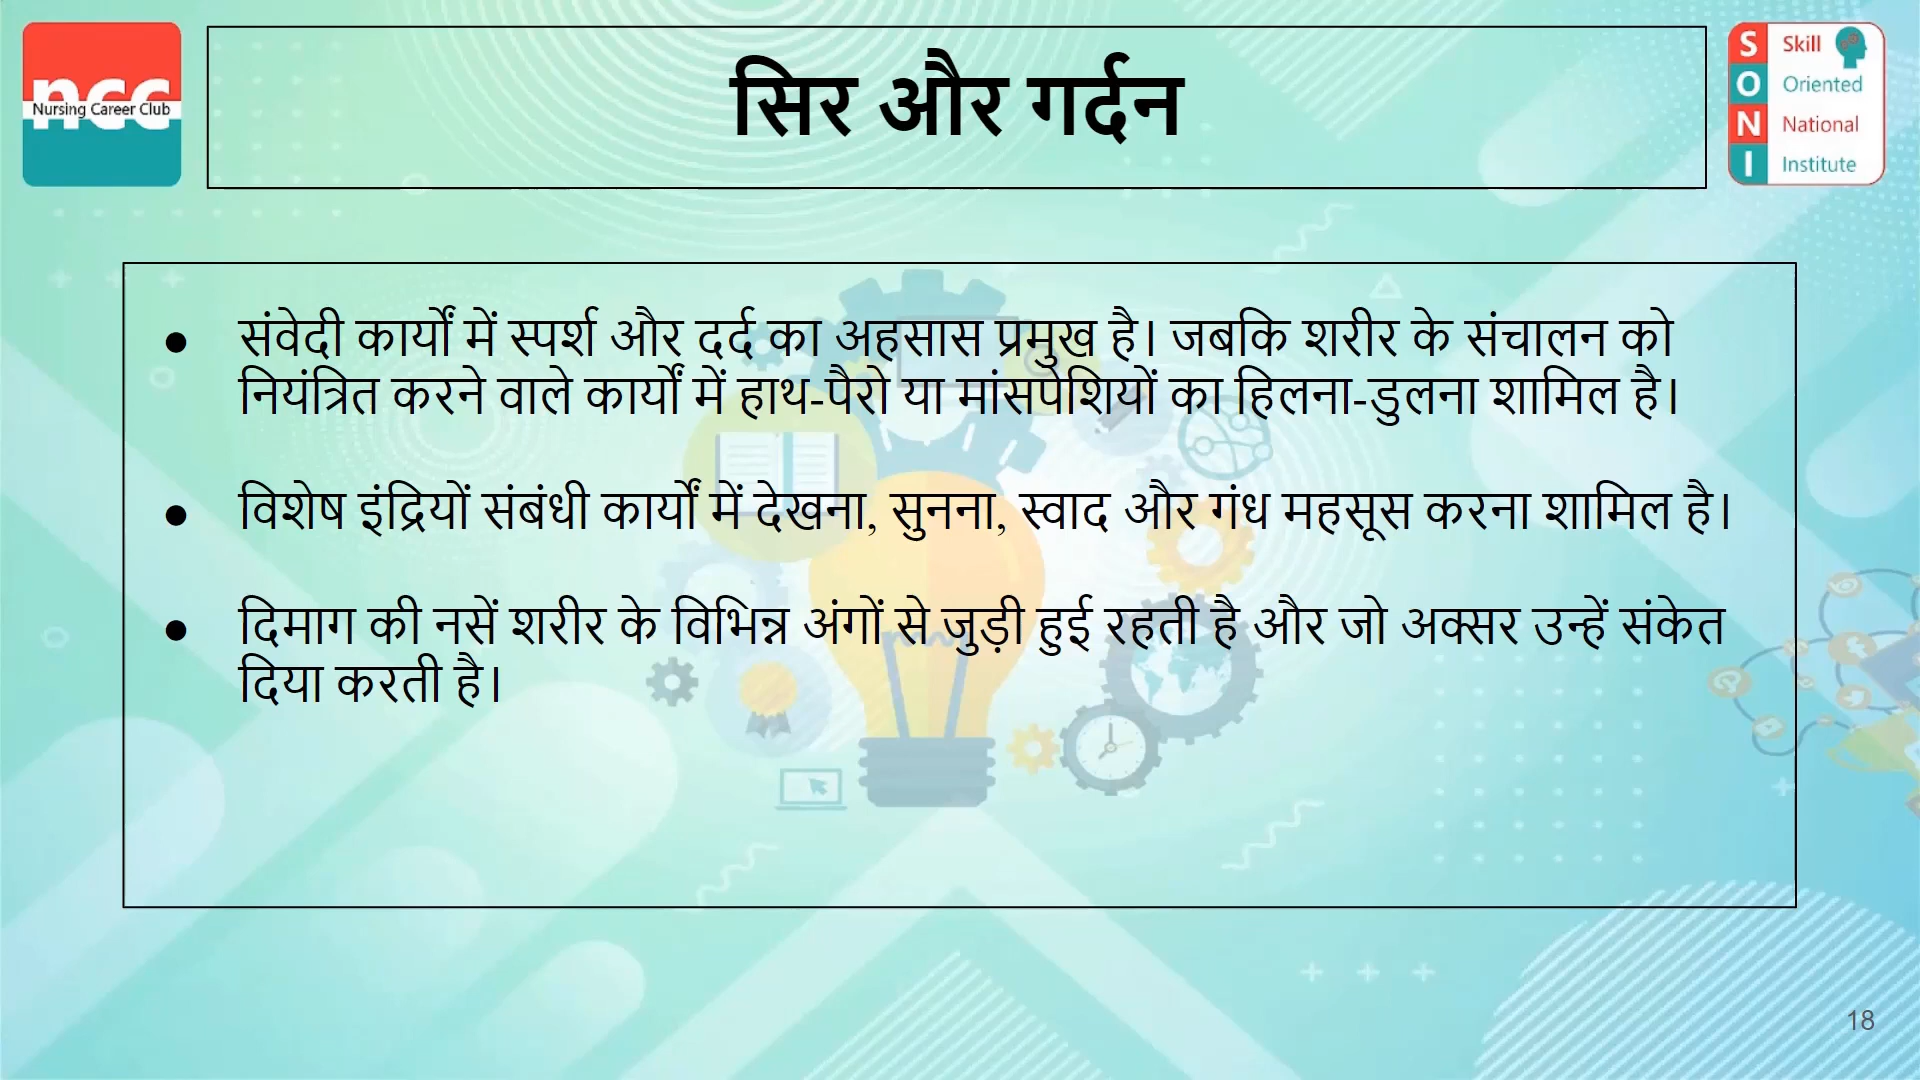 ncc
Nursing Career Club
सिर और गर्दन
S Skill
O Oriented
N National
I Institute
● संवेदी कार्यों में स्पर्श और दर्द का अहसास प्रमुख है। जबकि शरीर के संचालन को
नियंत्रित करने वाले कार्यों में हाथ-पैरो या मांसपेशियों का हिलना-डुलना शामिल है।
● विशेष इंद्रियों संबंधी कार्यों में देखना, सुनना, स्वाद और गंध महसूस करना शामिल है।
● दिमाग की नसें शरीर के विभिन्न अंगों से जुड़ी हुई रहती है और जो अक्सर उन्हें संकेत
दिया करती है।
18